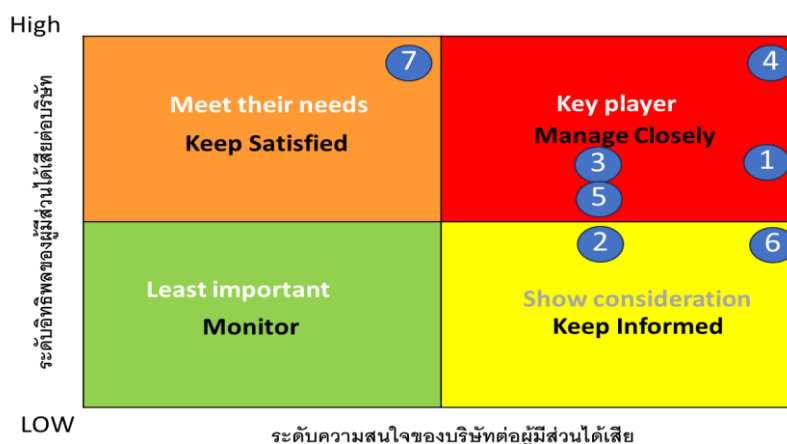 High
ระดับอิทธิพลของผู้มีส่วนได้เสียต่อบริษัท
7
4
Meet their needs
Keep Satisfied
Key player
Manage Closely
3
1
5
2
6
Least important
Monitor
Show consideration
Keep Informed
LOW
ระดับความสนใจของบริษัทต่อผู้มีส่วนได้เสีย